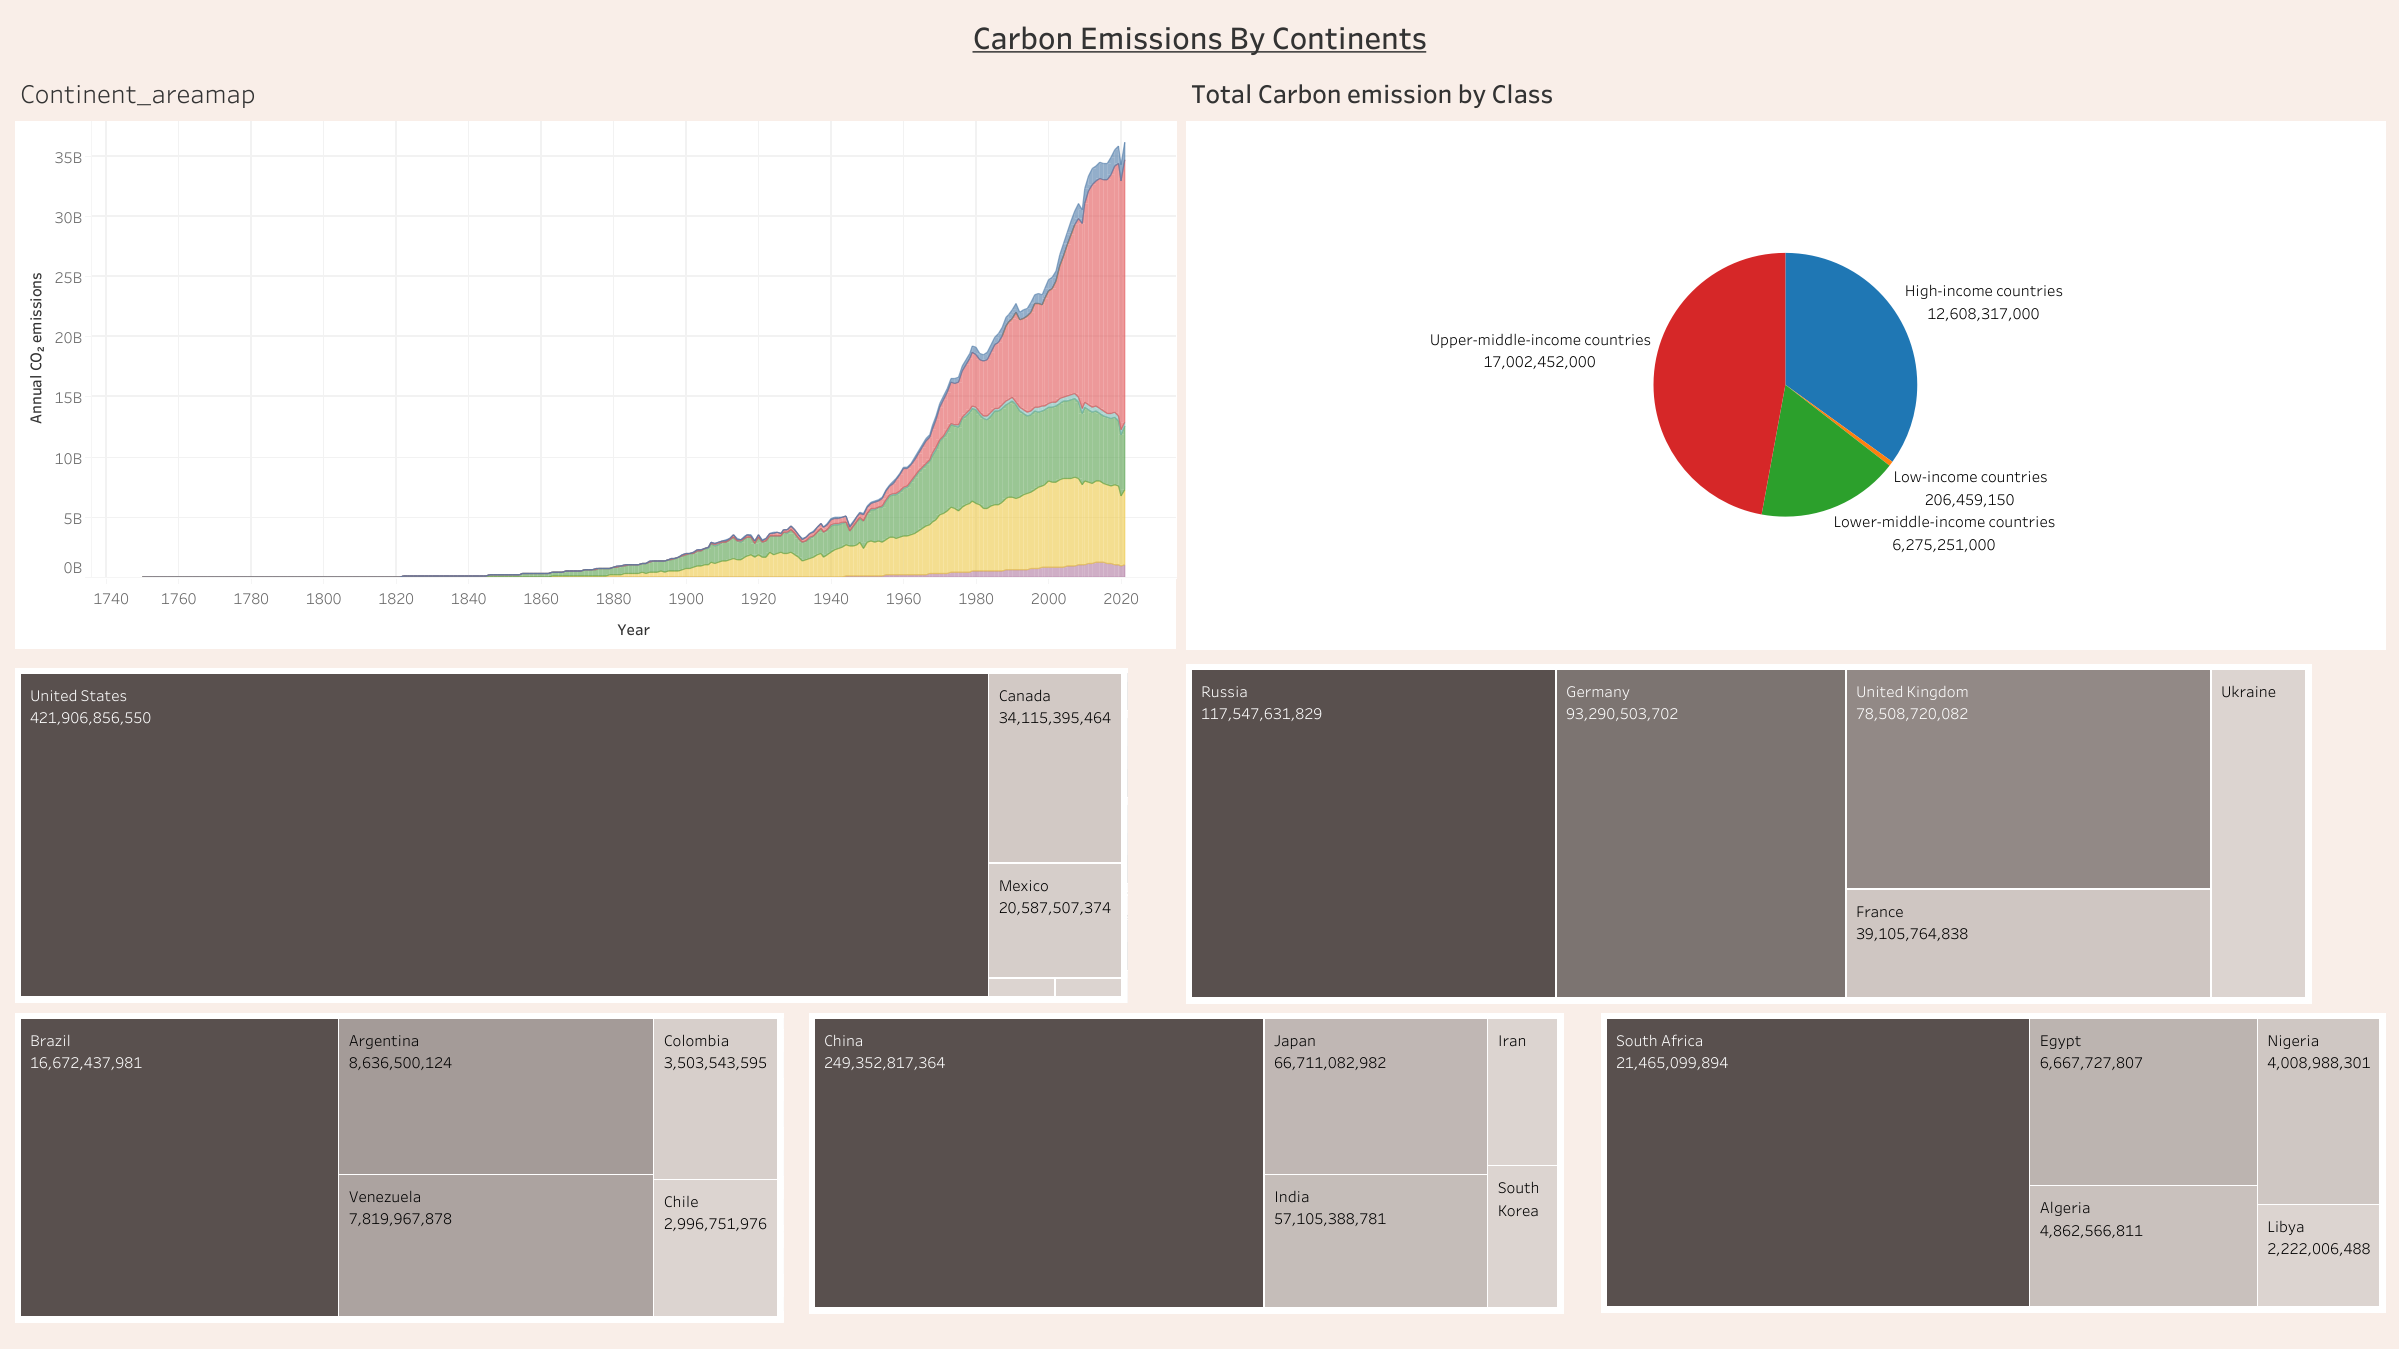 Carbon Emissions By Continents
Continent_areamap
35B
30B
25B
20B
15B
10B
5B
0B
Annual CO₂ emissions
1740 1760 1780 1800 1820 1840 1860 1880 1900 1920 1940 1960 1980 2000 2020
Year
Total Carbon emission by Class
High-income countries
12,608,317,000
Upper-middle-income countries
17,002,452,000
Low-income countries
206,459,150
Lower-middle-income countries
6,275,251,000
United States
421,906,856,550
Canada
34,115,395,464
Mexico
20,587,507,374
Russia
117,547,631,829
Germany
93,290,503,702
United Kingdom
78,508,720,082
France
39,105,764,838
Ukraine
Brazil
16,672,437,981
Argentina
8,636,500,124
Venezuela
7,819,967,878
Colombia
3,503,543,595
Chile
2,996,751,976
China
249,352,817,364
Japan
66,711,082,982
India
57,105,388,781
Iran
South
Korea
South Africa
21,465,099,894
Egypt
6,667,727,807
Algeria
4,862,566,811
Nigeria
4,008,988,301
Libya
2,222,006,488